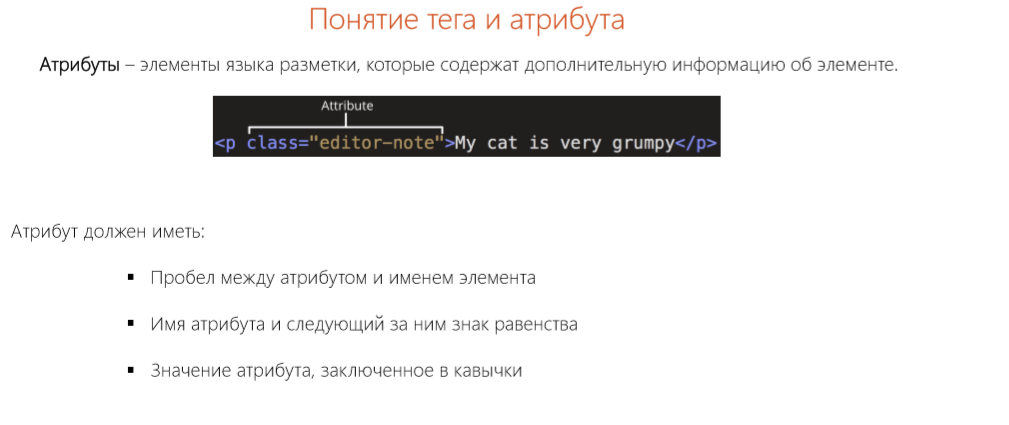 Понятие тега и атрибута
Атрибуты – элементы языка разметки, которые содержат дополнительную информацию об элементе.
Attribute
<p class="editor-note">My cat is very grumpy</p>
Атрибут должен иметь:
▪ Пробел между атрибутом и именем элемента
▪ Имя атрибута и следующий за ним знак равенства
▪ Значение атрибута, заключенное в кавычки